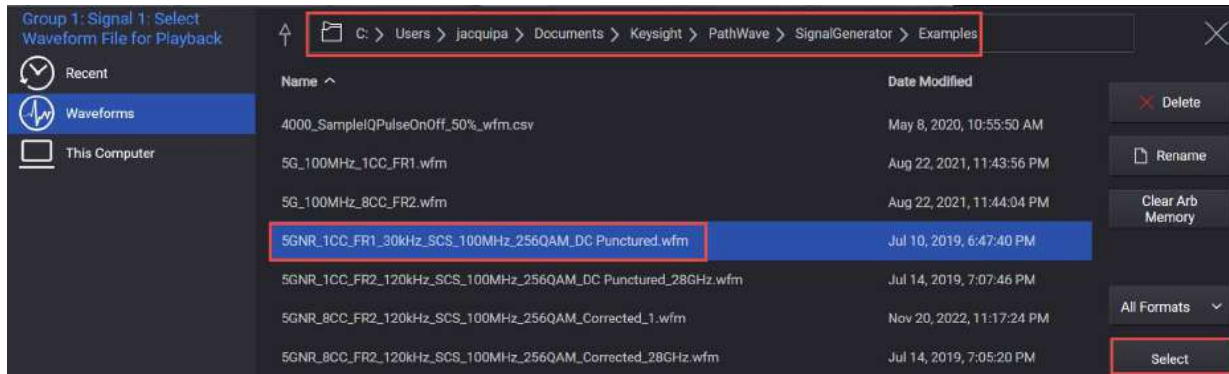 Group 1: Signal 1: Select
Waveform File for Playback
C: > Users > jacquipa > Documents > Keysight > PathWave > SignalGenerator > Examples
Recent
Waveforms
This Computer
Name
Date Modified
4000_SampleIQPulseOnOff_50%_wfm.csv
May 8, 2020, 10:55:50 AM
5G_100MHz_1CC_FR1.wfm
Aug 22, 2021, 11:43:56 PM
5G_100MHz_8CC_FR2.wfm
Aug 22, 2021, 11:44:04 PM
5GNR_1CC_FR1_30kHz_SCS_100MHz_256QAM_DC Punctured.wfm
Jul 10, 2019, 6:47:40 PM
5GNR_1CC_FR2_120kHz_SCS_100MHz_256QAM_DC Punctured_28GHz.wfm
Jul 14, 2019, 7:07:46 PM
5GNR_8CC_FR2_120kHz_SCS_100MHz_256QAM_Corrected_1.wfm
Nov 20, 2022, 11:17:24 PM
5GNR_8CC_FR2_120kHz_SCS_100MHz_256QAM_Corrected_28GHz.wfm
Jul 14, 2019, 7:05:20 PM
Delete
Rename
Clear Arb
Memory
All Formats
Select